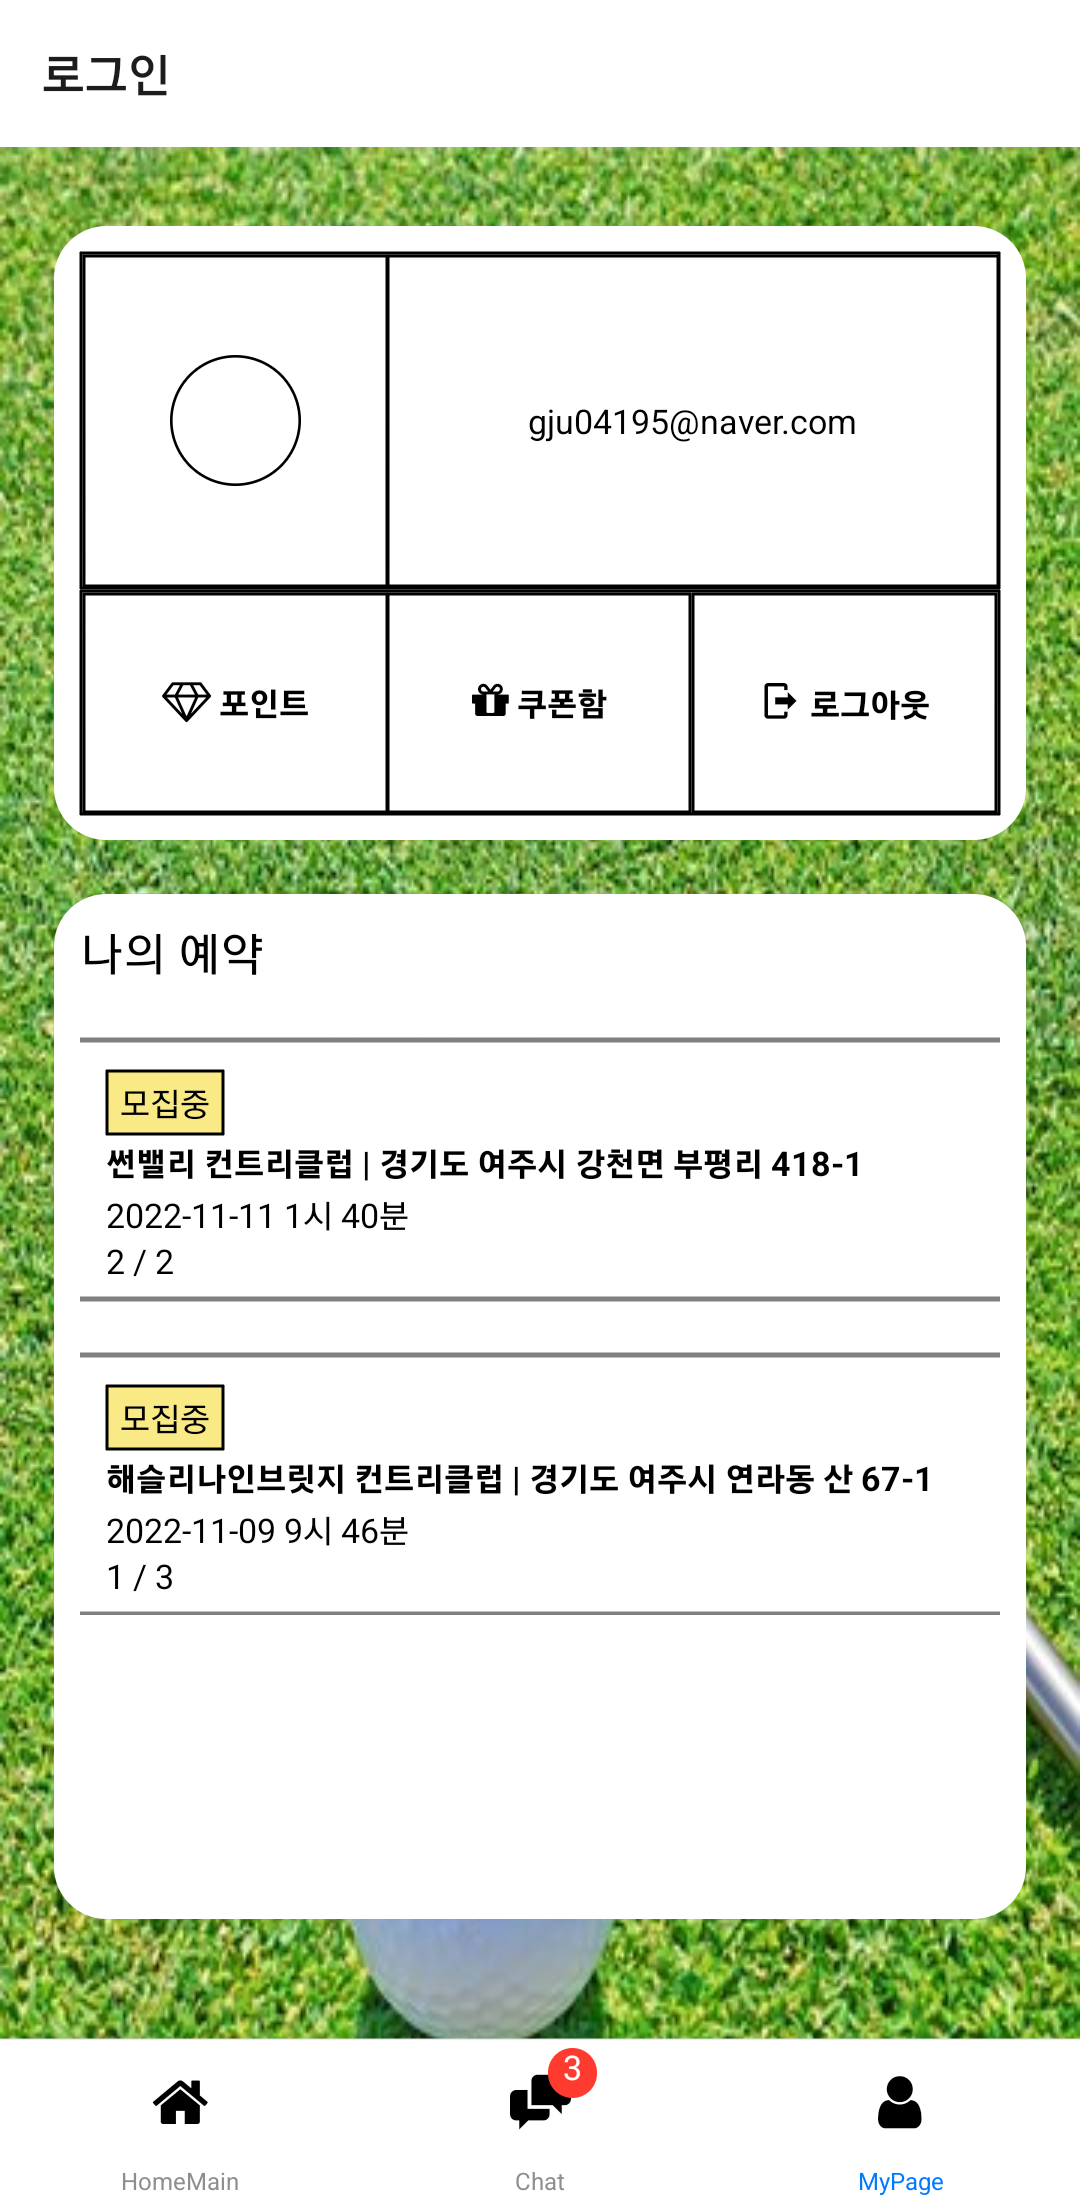 로그인
gju04195@naver.com
포인트
쿠폰함
로그아웃
나의 예약
모집중
썬밸리 컨트리클럽 | 경기도 여주시 강천면 부평리 418-1
2022-11-11 1시 40분
2 / 2
모집중
해슬리나인브릿지 컨트리클럽 | 경기도 여주시 연라동 산 67-1
2022-11-09 9시 46분
1 / 3
3
HomeMain
Chat
MyPage